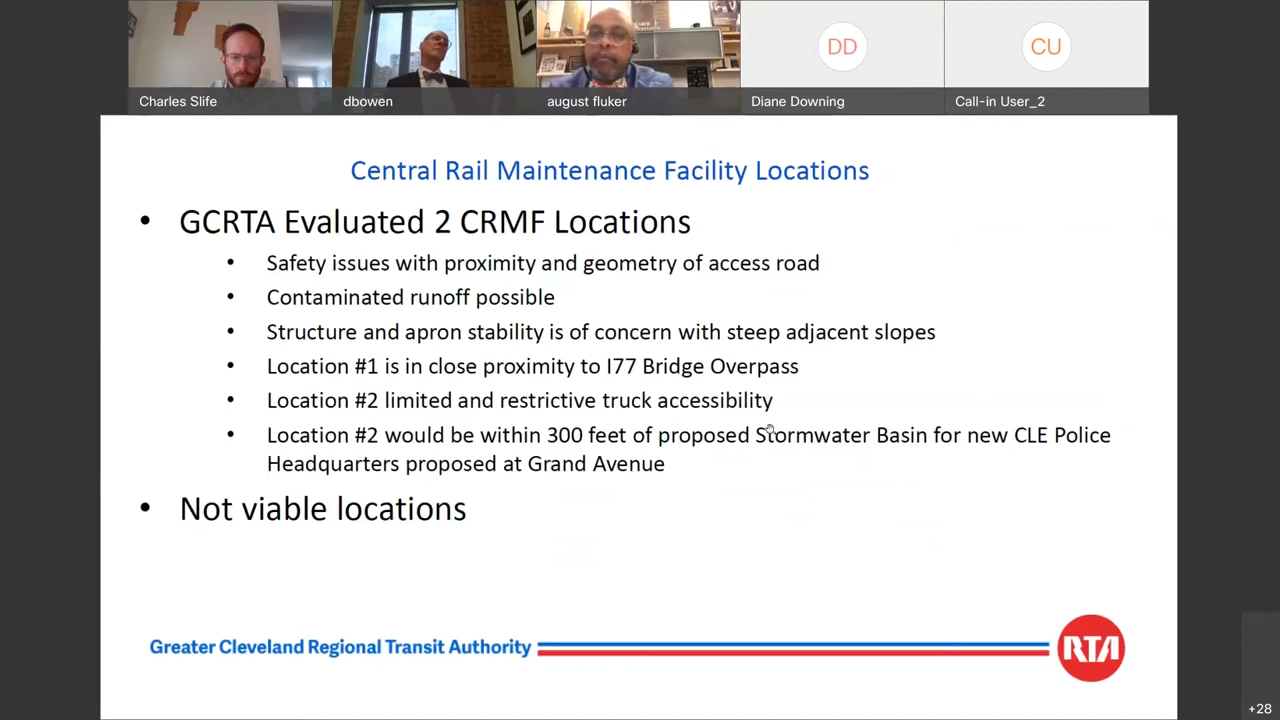 DD
CU
Charles Slife
dbowen
august fluker
Diane Downing
Call-in User_2
Central Rail Maintenance Facility Locations
• GCRTA Evaluated 2 CRMF Locations
• Safety issues with proximity and geometry of access road
• Contaminated runoff possible
• Structure and apron stability is of concern with steep adjacent slopes
• Location #1 is in close proximity to I77 Bridge Overpass
• Location #2 limited and restrictive truck accessibility
• Location #2 would be within 300 feet of proposed Stormwater Basin for new CLE Police
Headquarters proposed at Grand Avenue
• Not viable locations
Greater Cleveland Regional Transit Authority
RTA
+28